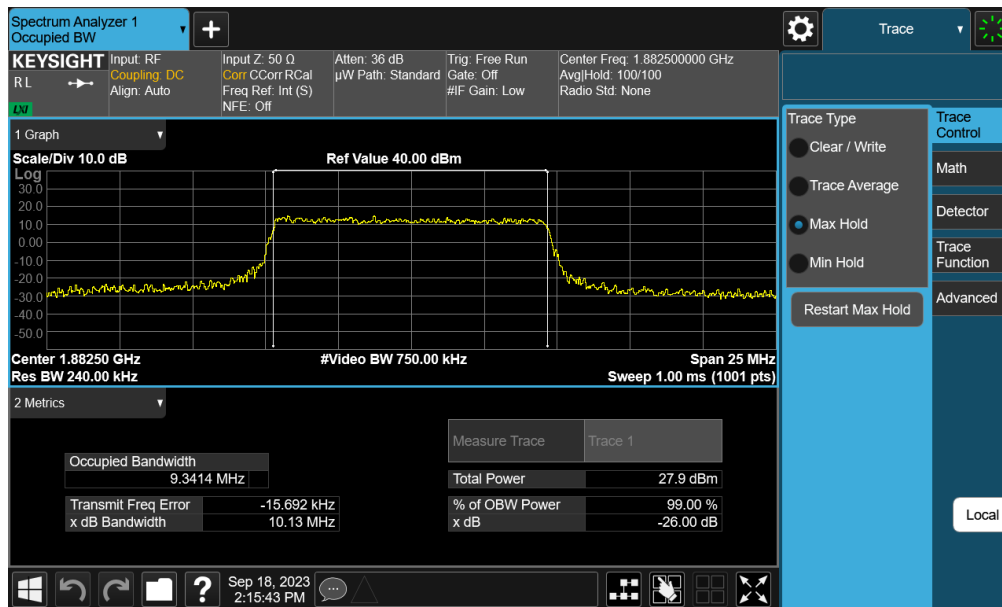 Spectrum Analyzer 1
Occupied BW
Trace
KEYSIGHT
R L
LXI
Input: RF
Coupling: DC
Align: Auto
Input Z: 50 Ω
Corr CCorr RCal
Freq Ref: Int (S)
NFE: Off
Atten: 36 dB
µW Path: Standard
Trig: Free Run
Gate: Off
#IF Gain: Low
Center Freq: 1.882500000 GHz
Avg|Hold: 100/100
Radio Std: None
1 Graph
Scale/Div 10.0 dB
Ref Value 40.00 dBm
Log
30.0
20.0
10.0
0.00
-10.0
-20.0
-30.0
-40.0
-50.0
Center 1.88250 GHz
#Video BW 750.00 kHz
Span 25 MHz
Res BW 240.00 kHz
Sweep 1.00 ms (1001 pts)
2 Metrics
Measure Trace
Trace 1
Occupied Bandwidth
9.3414 MHz
Total Power
27.9 dBm
Transmit Freq Error
-15.692 kHz
% of OBW Power
99.00 %
x dB Bandwidth
10.13 MHz
x dB
-26.00 dB
Trace Type
Clear / Write
Trace Average
Max Hold
Min Hold
Restart Max Hold
Trace
Control
Math
Detector
Trace
Function
Advanced
Local
?
Sep 18, 2023
2:15:43 PM